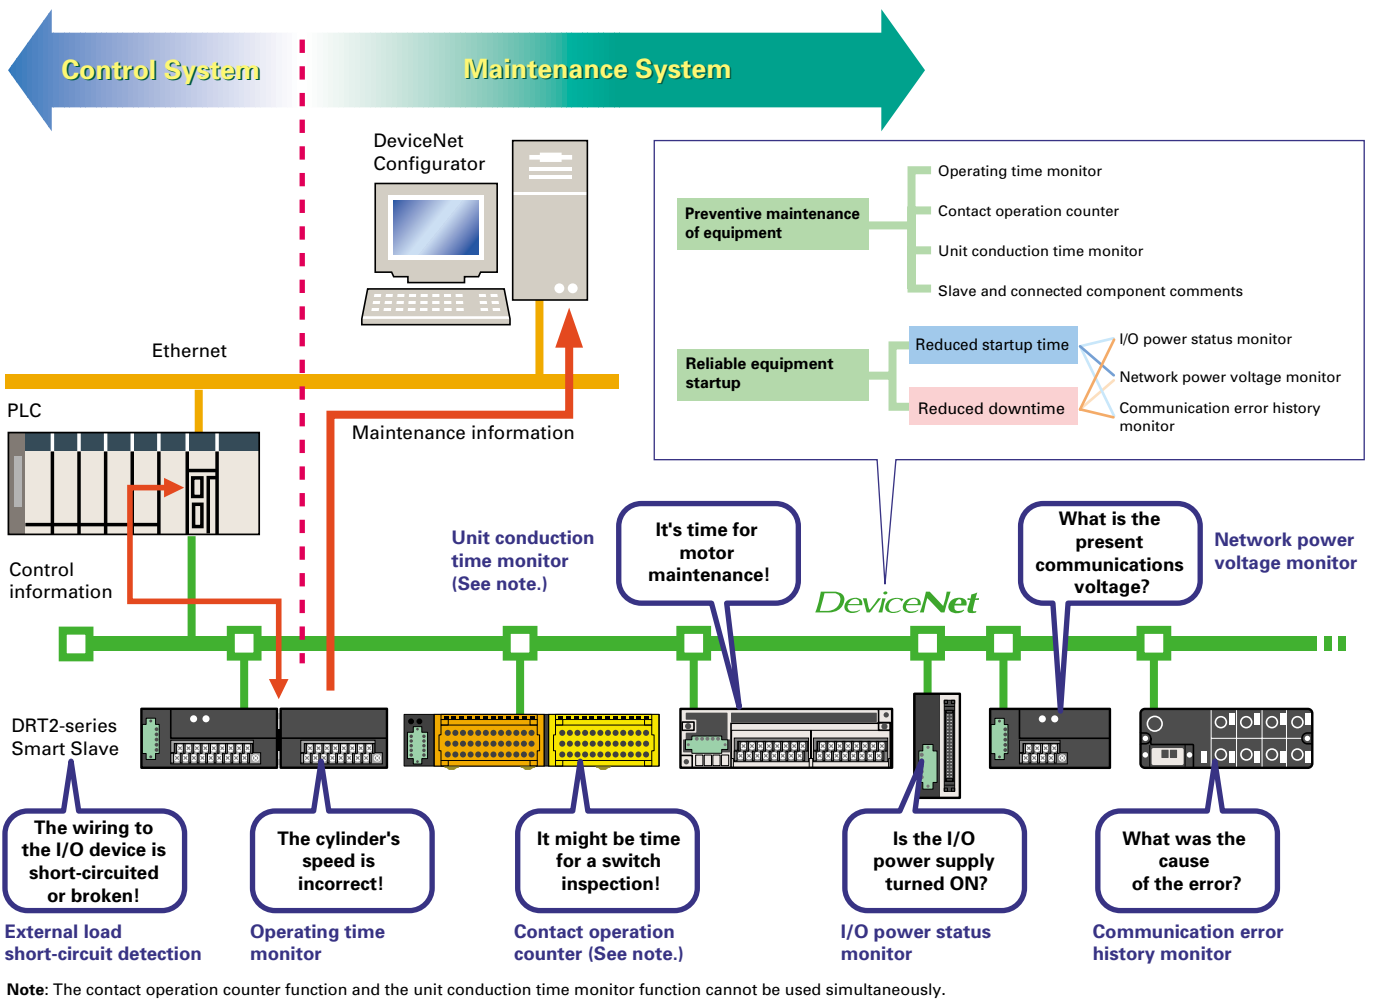 Control System
Maintenance System
DeviceNet
Configurator
Preventive maintenance
of equipment
Operating time monitor
Contact operation counter
Unit conduction time monitor
Slave and connected component comments
Reliable equipment
startup
Reduced startup time
Reduced downtime
I/O power status monitor
Network power voltage monitor
Communication error history
monitor
Ethernet
PLC
Maintenance information
Control
information
Unit conduction
time monitor
(See note.)
It's time for
motor
maintenance!
What is the
present
communications
voltage?
Network power
voltage monitor
DeviceNet
DRT2-series
Smart Slave
The wiring to
the I/O device is
short-circuited
or broken!
The cylinder's
speed is
incorrect!
It might be time
for a switch
inspection!
Is the I/O
power supply
turned ON?
What was the
cause
of the error?
External load
short-circuit detection
Operating time
monitor
Contact operation
counter (See note.)
I/O power status
monitor
Communication error
history monitor
Note: The contact operation counter function and the unit conduction time monitor function cannot be used simultaneously.